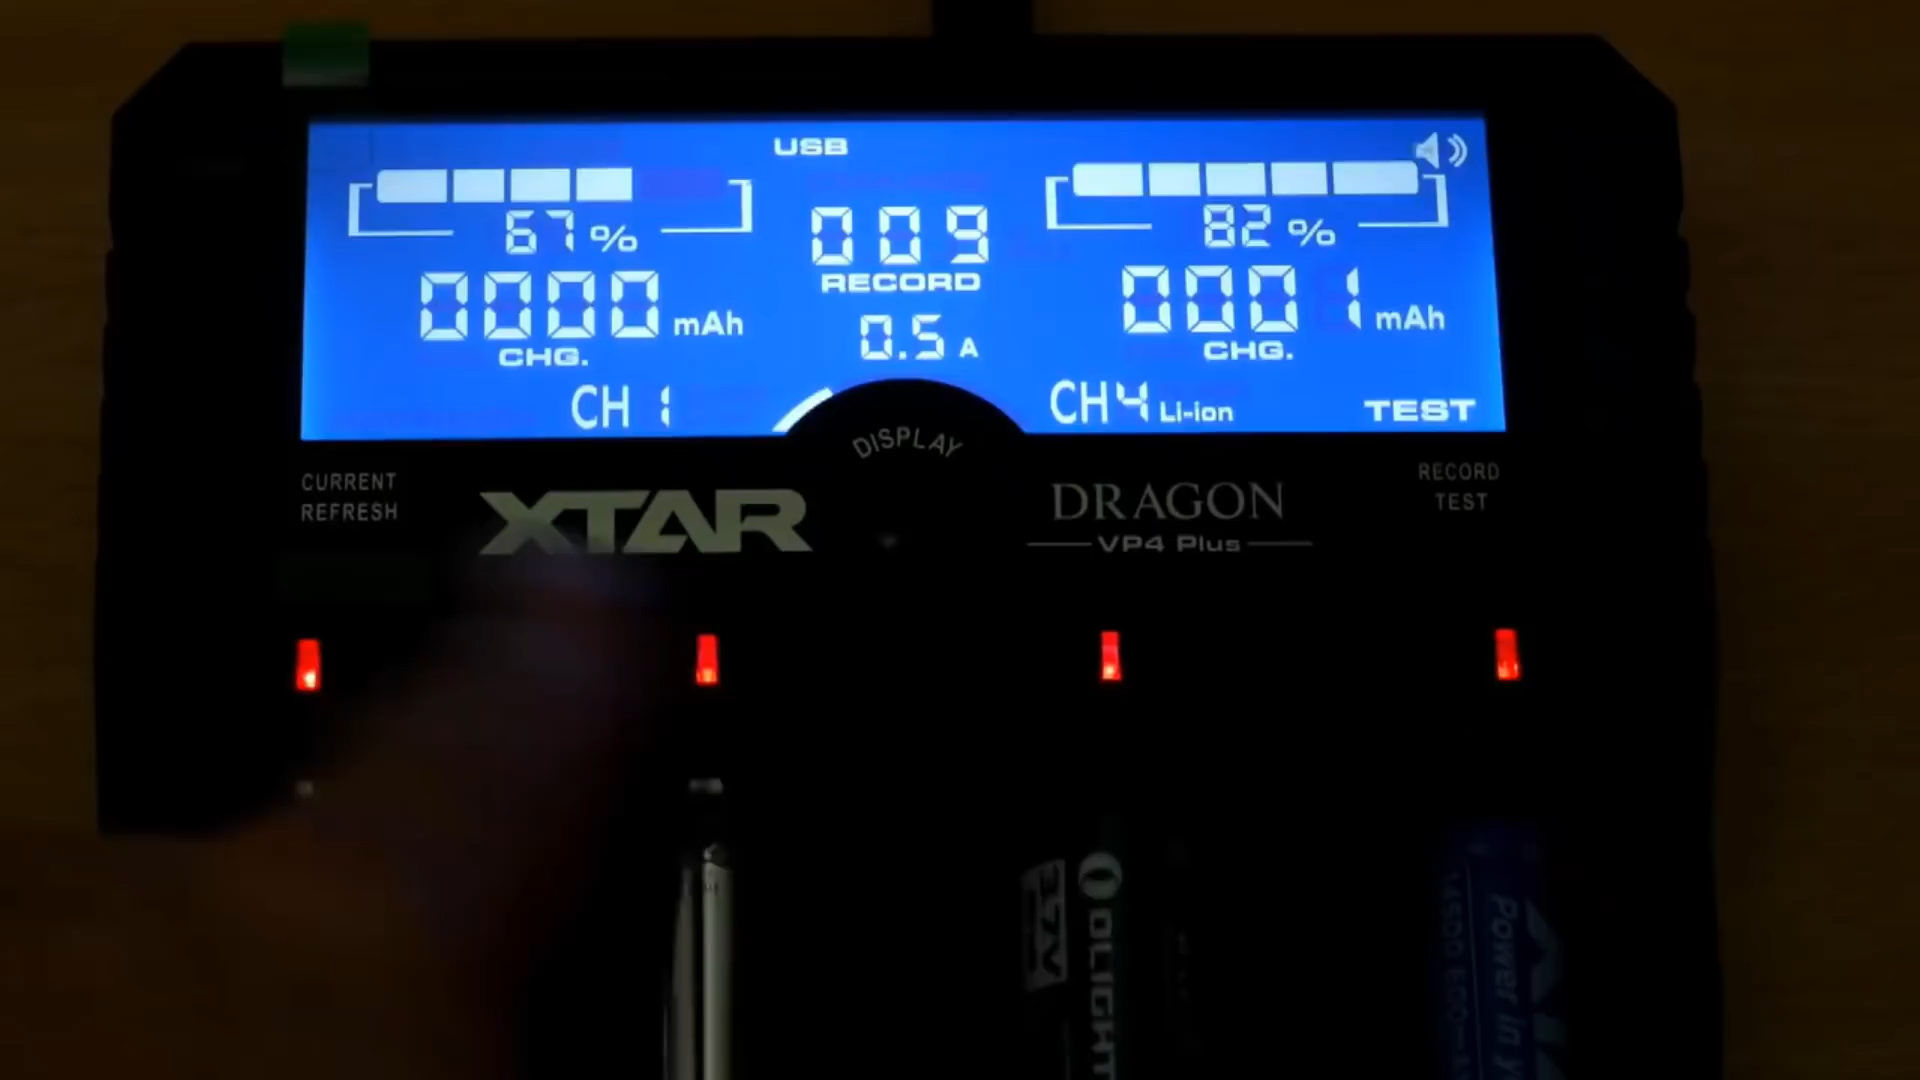 USB
67%
009
82%
0000 mAh
RECORD
0001 mAh
CHG.
0.5 A
CHG.
CH 1
CH4 Li-ion
TEST
DISPLAY
CURRENT
REFRESH
XTAR
DRAGON
VP4 Plus
RECORD
TEST
OLIGHT
Power in